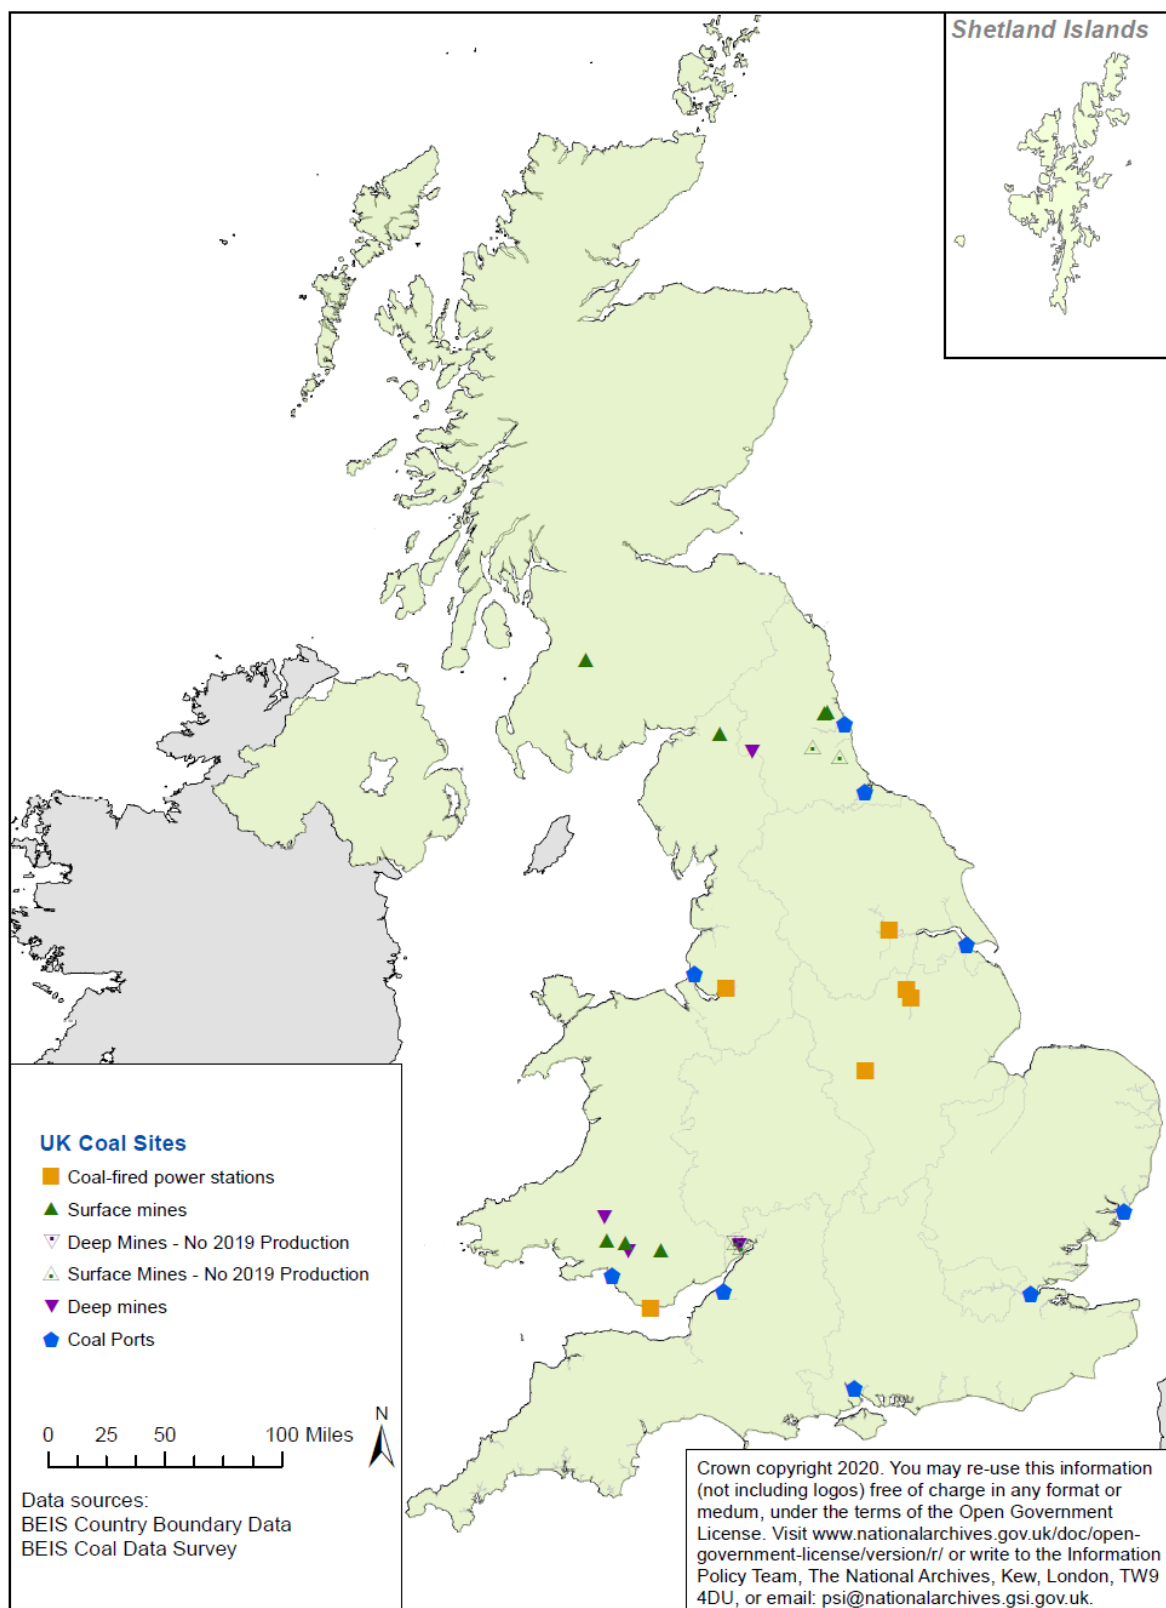 Shetland Islands
UK Coal Sites
Coal-fired power stations
Surface mines
Deep Mines - No 2019 Production
Surface Mines - No 2019 Production
Deep mines
Coal Ports
0 25 50 100 Miles
N
Data sources:
BEIS Country Boundary Data
BEIS Coal Data Survey
Crown copyright 2020. You may re-use this information
(not including logos) free of charge in any format or
medum, under the terms of the Open Government
License. Visit www.nationalarchives.gov.uk/doc/open-
government-license/version/r/ or write to the Information
Policy Team, The National Archives, Kew, London, TW9
4DU, or email: psi@nationalarchives.gsi.gov.uk.